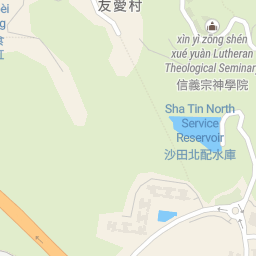 友愛村
xìn yì zōng shén
xué yuàn Lutheran
Theological Seminary
信義宗神學院
Sha Tin North
Service
Reservoir
沙田北配水庫